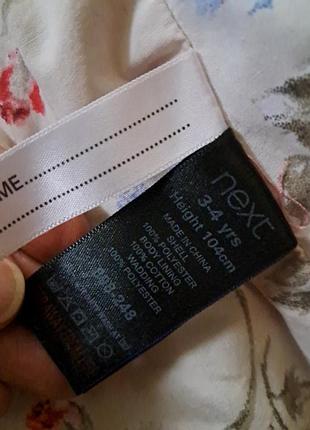 ME
next
3-4 yrs
Height 104cm
MADE IN CHINA
SHELL
100% POLYESTER
BODY LINING
100% COTTON
WADDING
100% POLYESTER
248